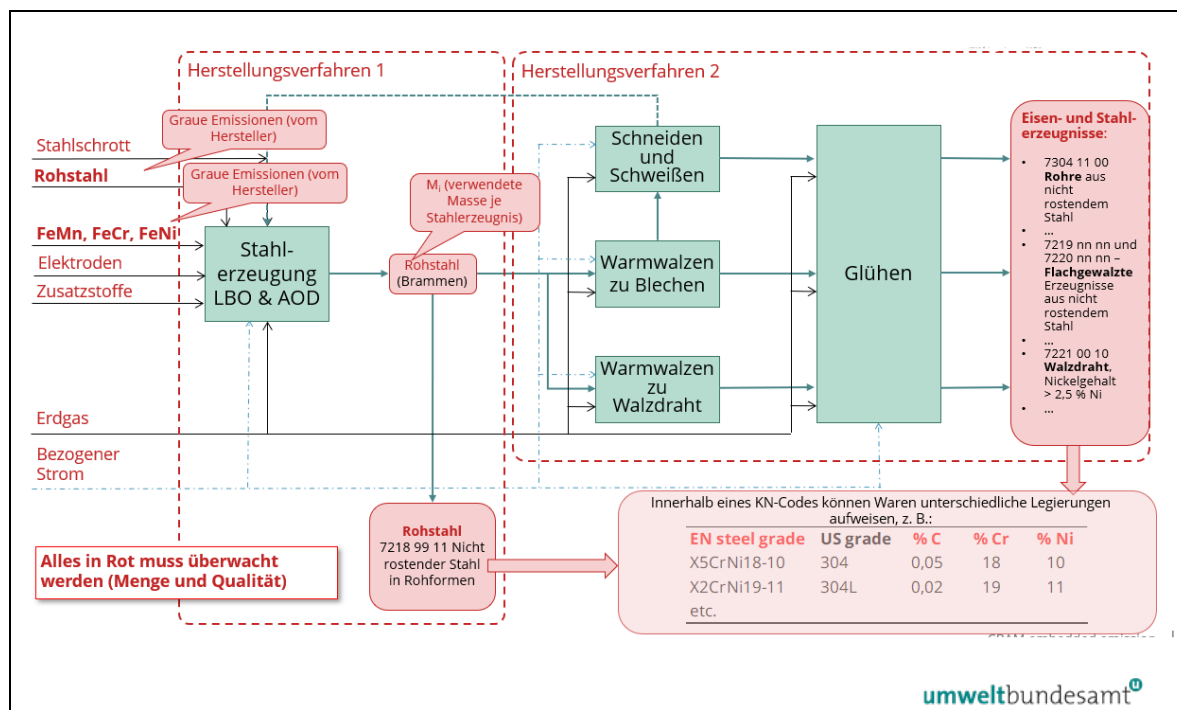 Herstellungsverfahren 1
Herstellungsverfahren 2
Graue Emissionen (vom
Hersteller)
Stahlschrott
Rohstahl
Graue Emissionen (vom
Hersteller)
FeMn, FeCr, FeNi
Elektroden
Zusatzstoffe
Stahl-
erzeugung
LBO & AOD
Mi (verwendete
Masse je
Stahlerzeugnis)
Rohstahl
(Brammen)
Schneiden
und
Schweißen
Warmwalzen
zu Blechen
Warmwalzen
zu
Walzdraht
Glühen
Eisen- und Stahl-
erzeugnisse:
• 7304 11 00
Rohre aus
nicht
rostendem
Stahl
• ...
• 7219 nn nn und
7220 nn nn –
Flachgewalzte
Erzeugnisse
aus nicht
rostendem
Stahl
• ...
• 7221 00 10
Walzdraht,
Nickelgehalt
> 2,5 % Ni
• ...
Erdgas
Bezogener
Strom
Rohstahl
7218 99 11 Nicht
rostender Stahl
in Rohformen
Alles in Rot muss überwacht
werden (Menge und Qualität)
Innerhalb eines KN-Codes können Waren unterschiedliche Legierungen
aufweisen, z. B.:
EN steel grade US grade % C % Cr % Ni
X5CrNi18-10 304 0,05 18 10
X2CrNi19-11 304L 0,02 19 11
etc.
CBAM embedded emission
umweltbundesamt